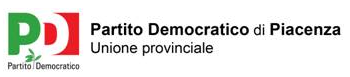 PD
Partito Democratico
Partito Democratico di Piacenza
Unione provinciale